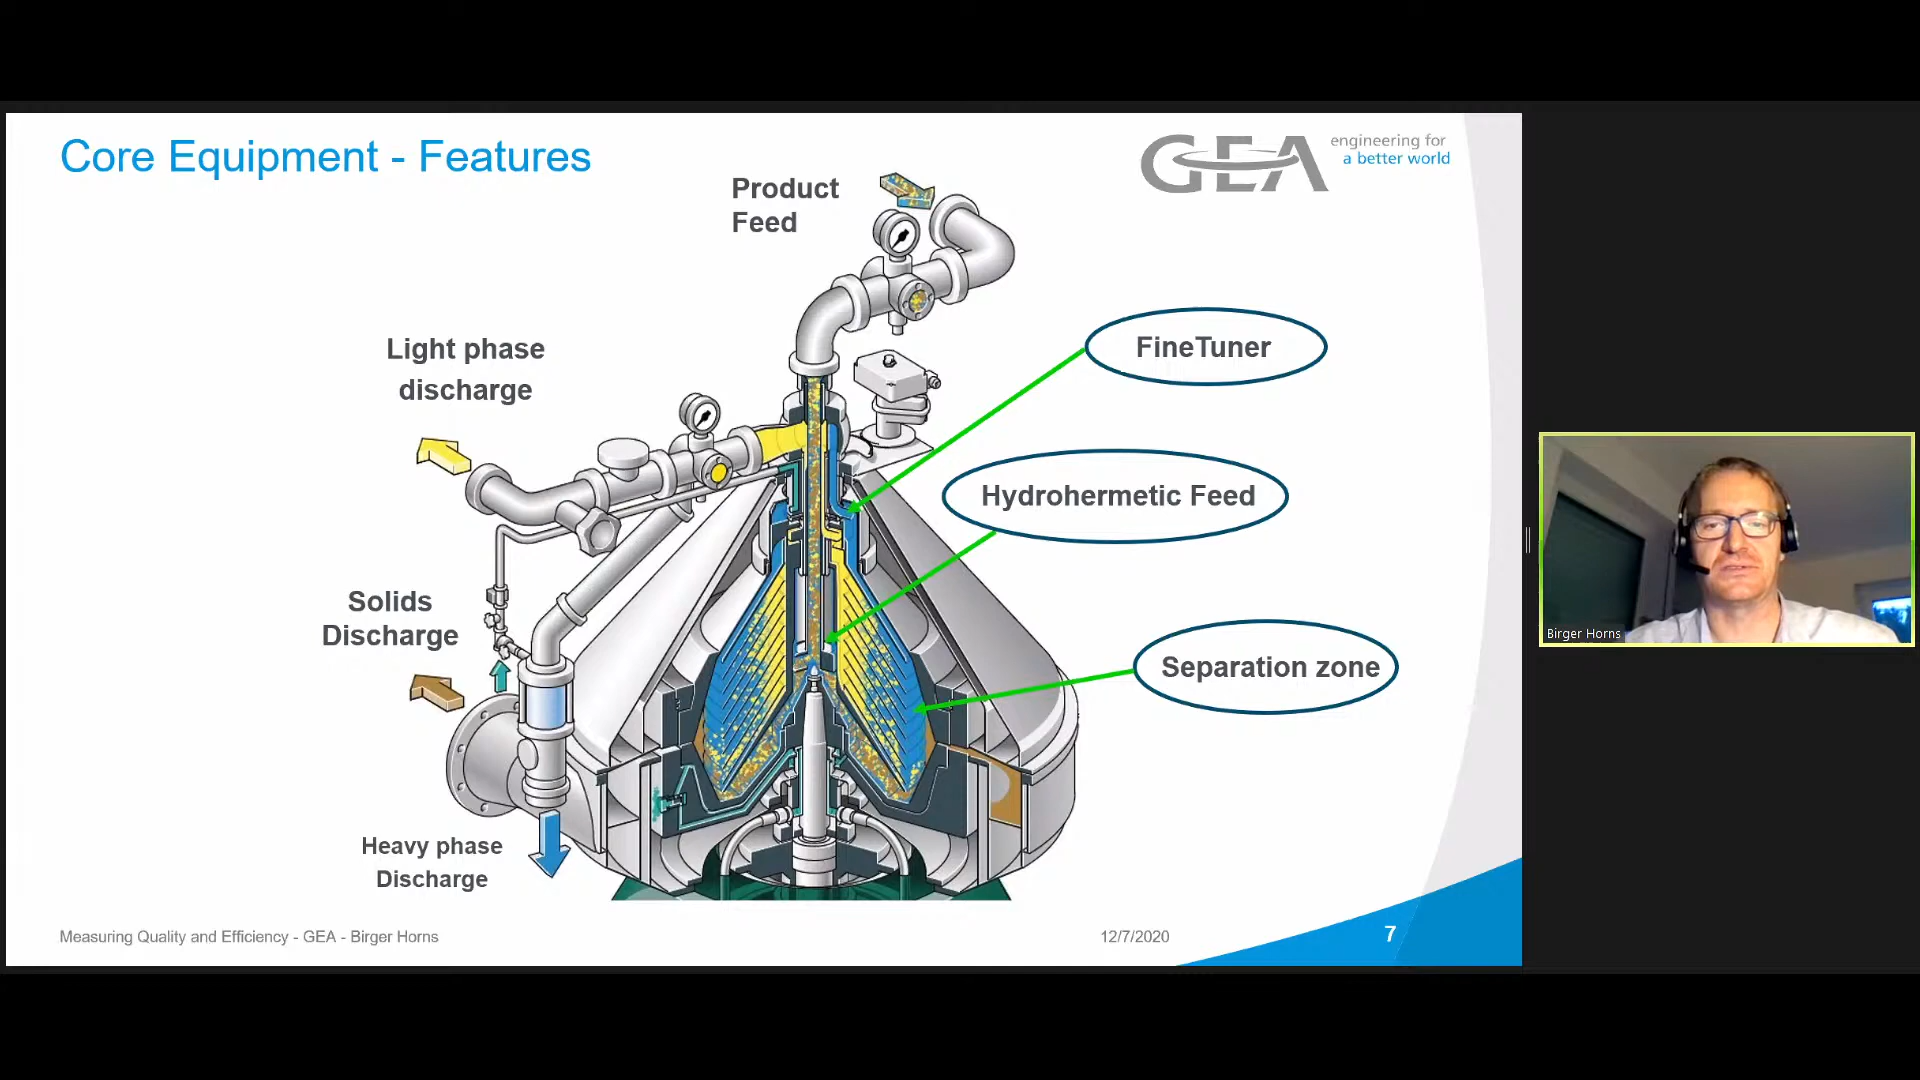 Core Equipment - Features
GEA
engineering for
a better world
Product
Feed
Light phase
discharge
FineTuner
Hydrohermetic Feed
Solids
Discharge
Separation zone
Birger Horns
Heavy phase
Discharge
Measuring Quality and Efficiency - GEA - Birger Horns
12/7/2020
7